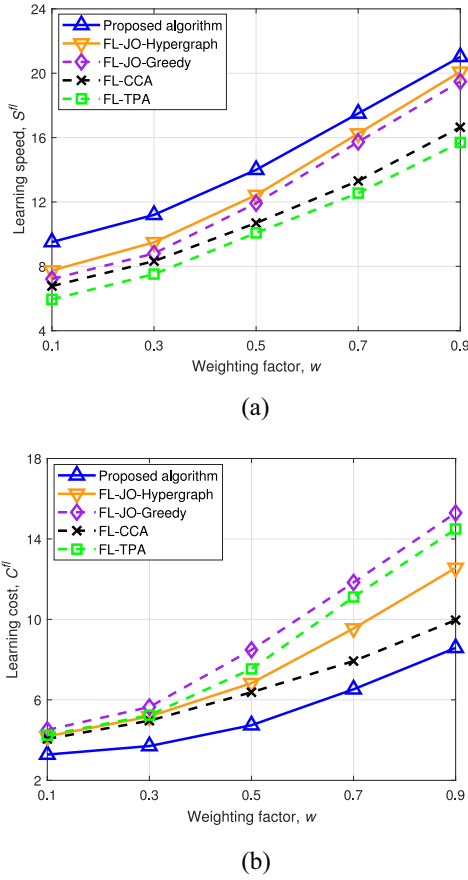 24
20
16
12
8
4
Learning speed, S^fl
Proposed algorithm
FL-JO-Hypergraph
FL-JO-Greedy
FL-CCA
FL-TPA
0.1 0.3 0.5 0.7 0.9
Weighting factor, w
(a)
18
14
10
6
2
Learning cost, C^fl
Proposed algorithm
FL-JO-Hypergraph
FL-JO-Greedy
FL-CCA
FL-TPA
0.1 0.3 0.5 0.7 0.9
Weighting factor, w
(b)